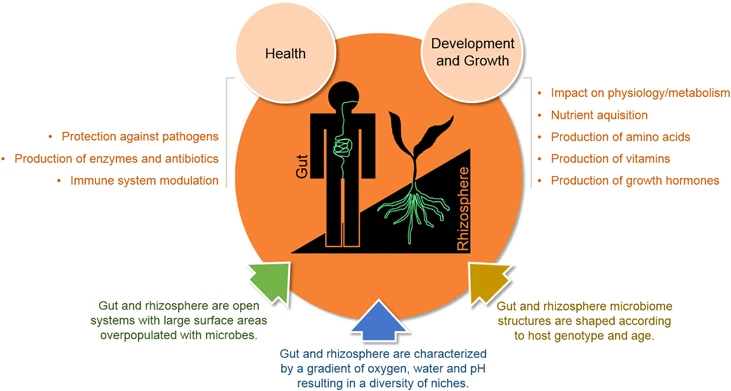 Health
Development
and Growth
Protection against pathogens
Production of enzymes and antibiotics
Immune system modulation
Impact on physiology/metabolism
Nutrient aquisition
Production of amino acids
Production of vitamins
Production of growth hormones
Gut
Rhizosphere
Gut and rhizosphere are open
systems with large surface areas
overpopulated with microbes.
Gut and rhizosphere are characterized
by a gradient of oxygen, water and pH
resulting in a diversity of niches.
Gut and rhizosphere microbiome
structures are shaped according
to host genotype and age.